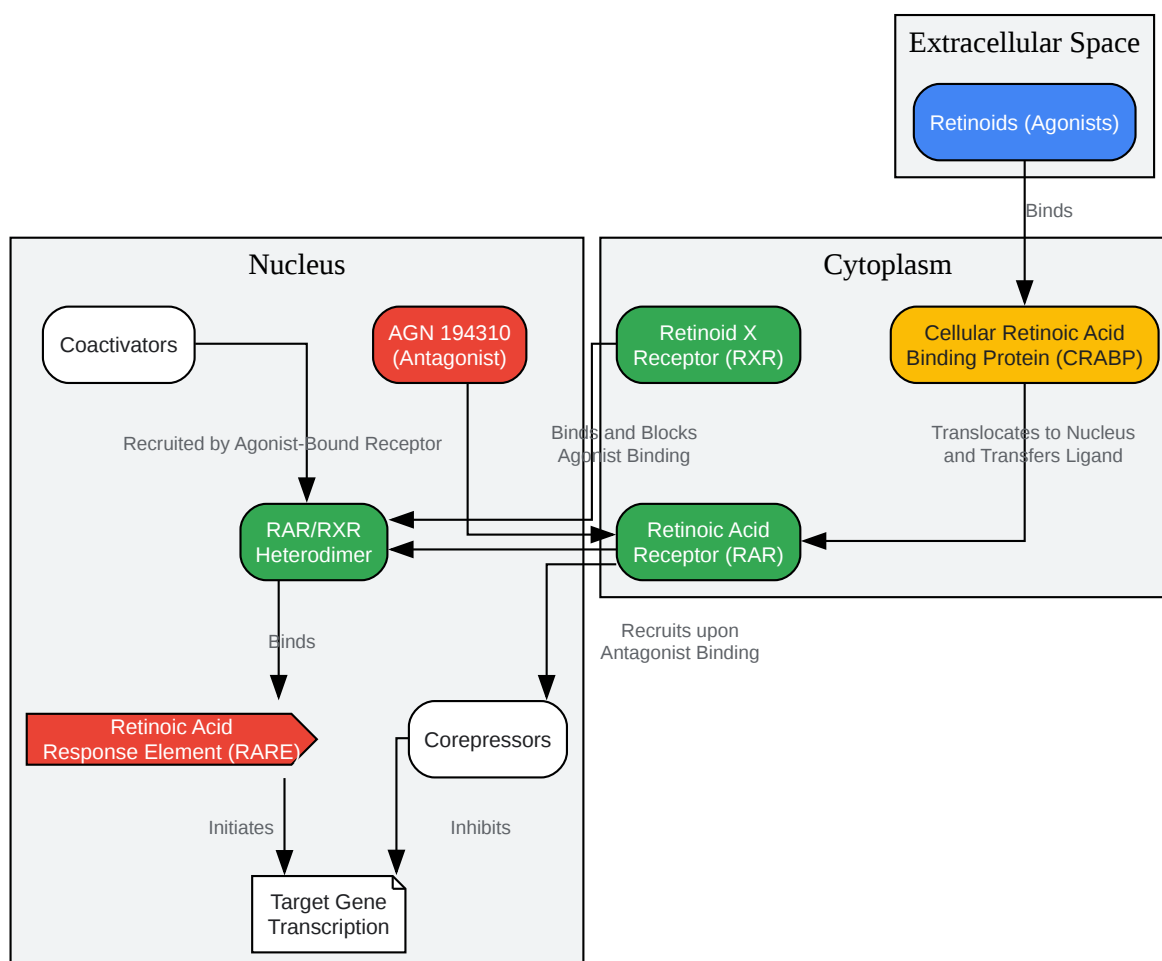 Extracellular Space
Retinoids (Agonists)
Binds
Nucleus
Cytoplasm
Coactivators
AGN 194310
(Antagonist)
Retinoid X
Receptor (RXR)
Cellular Retinoic Acid
Binding Protein (CRABP)
Recruited by Agonist-Bound Receptor
Binds and Blocks
Agonist Binding
Translocates to Nucleus
and Transfers Ligand
RAR/RXR
Heterodimer
Retinoic Acid
Receptor (RAR)
Binds
Recruits upon
Antagonist Binding
Retinoic Acid
Response Element (RARE)
Corepressors
Initiates
Inhibits
Target Gene
Transcription